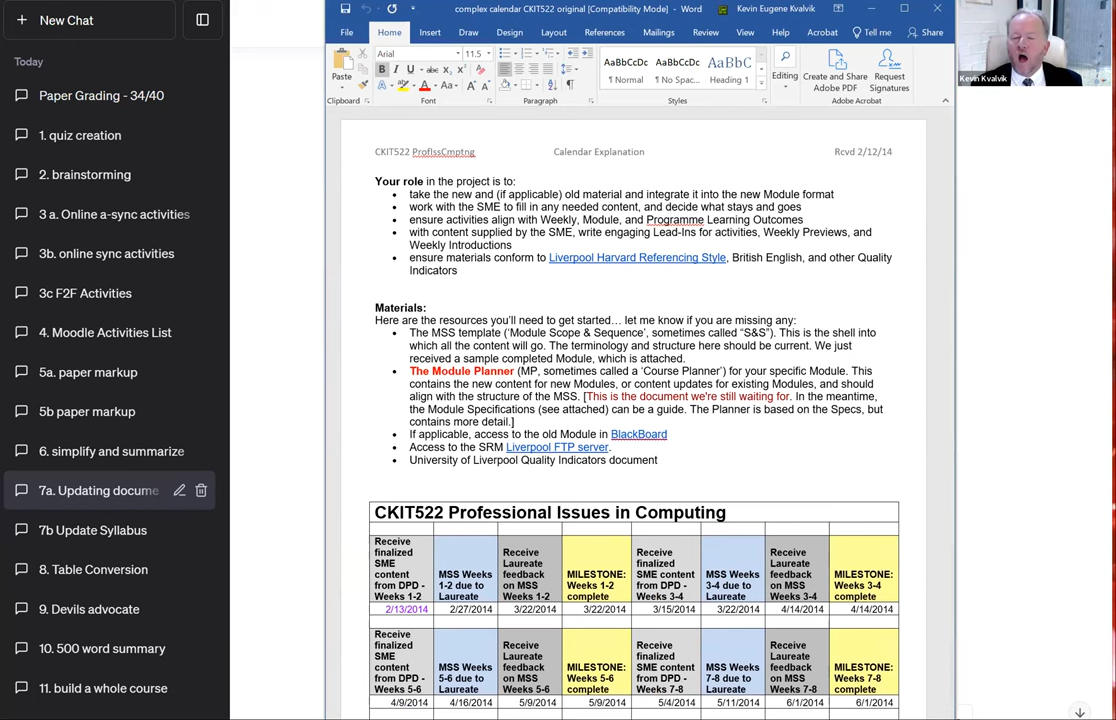 New Chat
Today
Paper Grading - 34/40
1. quiz creation
2. brainstorming
3 a. Online a-sync activities
3b. online sync activities
3c F2F Activities
4. Moodle Activities List
5a. paper markup
5b paper markup
6. simplify and summarize
7a. Updating docume
7b Update Syllabus
8. Table Conversion
9. Devils advocate
10. 500 word summary
11. build a whole course
complex calendar CKIT522 original [Compatibility Mode] - Word
Kevin Eugene Kvalvik
File Home Insert Draw Design Layout References Mailings Review View Help Acrobat Tell me Share
Paste
Clipboard
Arial 11.5
B I U abc x₂ x²
A Aa A A
Font
Paragraph
AaBbCcDc AaBbCcDc AaBbC
¶ Normal ¶ No Spac... Heading 1
Styles
Editing
Create and Share
Adobe PDF
Request
Signatures
Adobe Acrobat
Kevin Kvalvik
CKIT522 ProfIssCmptng Calendar Explanation Rcvd 2/12/14
Your role in the project is to:
• take the new and (if applicable) old material and integrate it into the new Module format
• work with the SME to fill in any needed content, and decide what stays and goes
• ensure activities align with Weekly, Module, and Programme Learning Outcomes
• with content supplied by the SME, write engaging Lead-Ins for activities, Weekly Previews, and
Weekly Introductions
• ensure materials conform to Liverpool Harvard Referencing Style, British English, and other Quality
Indicators
Materials:
Here are the resources you'll need to get started… let me know if you are missing any:
• The MSS template ('Module Scope & Sequence', sometimes called "S&S"). This is the shell into
which all the content will go. The terminology and structure here should be current. We just
received a sample completed Module, which is attached.
• The Module Planner (MP, sometimes called a 'Course Planner') for your specific Module. This
contains the new content for new Modules, or content updates for existing Modules, and should
align with the structure of the MSS. [This is the document we're still waiting for. In the meantime,
the Module Specifications (see attached) can be a guide. The Planner is based on the Specs, but
contains more detail.]
• If applicable, access to the old Module in BlackBoard
• Access to the SRM Liverpool FTP server.
• University of Liverpool Quality Indicators document
CKIT522 Professional Issues in Computing
Receive
finalized
SME
content
from DPD -
Weeks 1-2
MSS Weeks
1-2 due to
Laureate
Receive
Laureate
feedback
on MSS
Weeks 1-2
MILESTONE:
Weeks 1-2
complete
Receive
finalized
SME content
from DPD -
Weeks 3-4
MSS Weeks
3-4 due to
Laureate
Receive
Laureate
feedback
on MSS
Weeks 3-4
MILESTONE:
Weeks 3-4
complete
2/13/2014 2/27/2014 3/22/2014 3/22/2014 3/15/2014 3/22/2014 4/14/2014 4/14/2014
Receive
finalized
SME
content
from DPD -
Weeks 5-6
MSS Weeks
5-6 due to
Laureate
Receive
Laureate
feedback
on MSS
Weeks 5-6
MILESTONE:
Weeks 5-6
complete
Receive
finalized
SME content
from DPD -
Weeks 7-8
MSS Weeks
7-8 due to
Laureate
Receive
Laureate
feedback
on MSS
Weeks 7-8
MILESTONE:
Weeks 7-8
complete
4/9/2014 4/16/2014 5/9/2014 5/9/2014 5/4/2014 5/11/2014 6/1/2014 6/1/2014